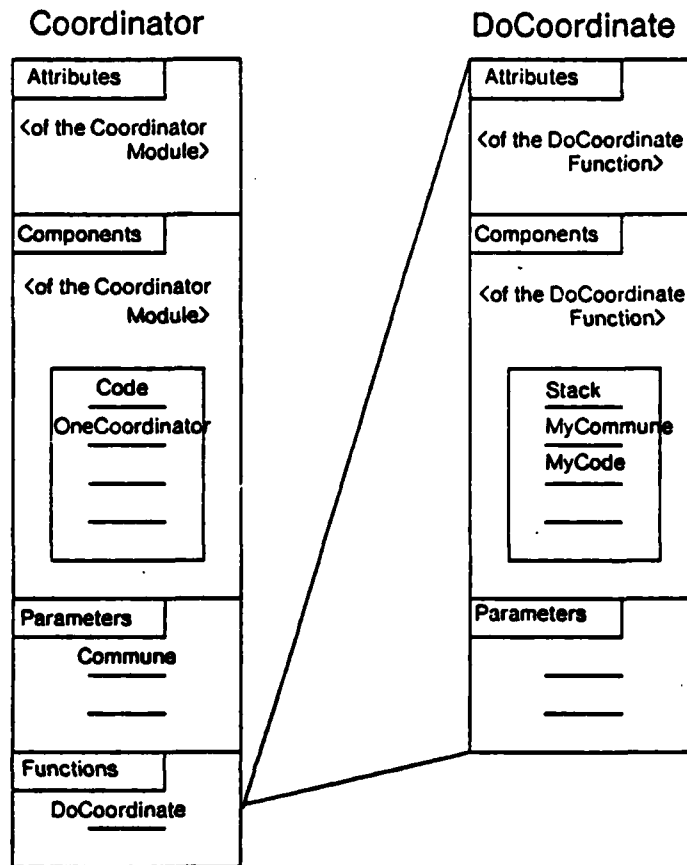 Coordinator
Attributes
<of the Coordinator
Module>
Components
<of the Coordinator
Module>
Code
OneCoordinator
Parameters
Commune
Functions
DoCoordinate
DoCoordinate
Attributes
<of the DoCoordinate
Function>
Components
<of the DoCoordinate
Function>
Stack
MyCommune
MyCode
Parameters